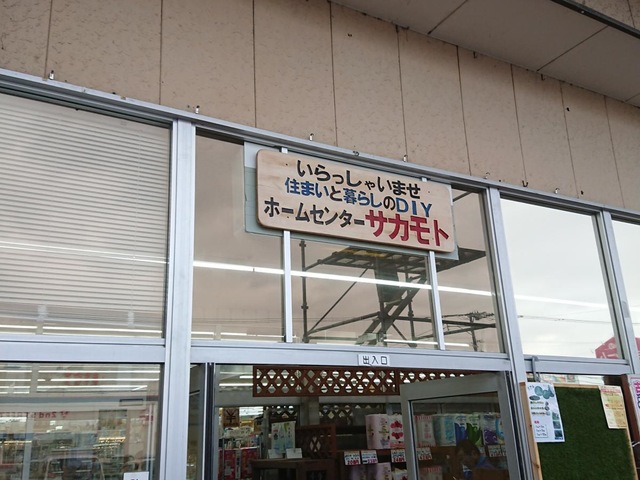 いらっしゃいませ
住まいと暮らしのDIY
ホームセンターサカモト
出入口